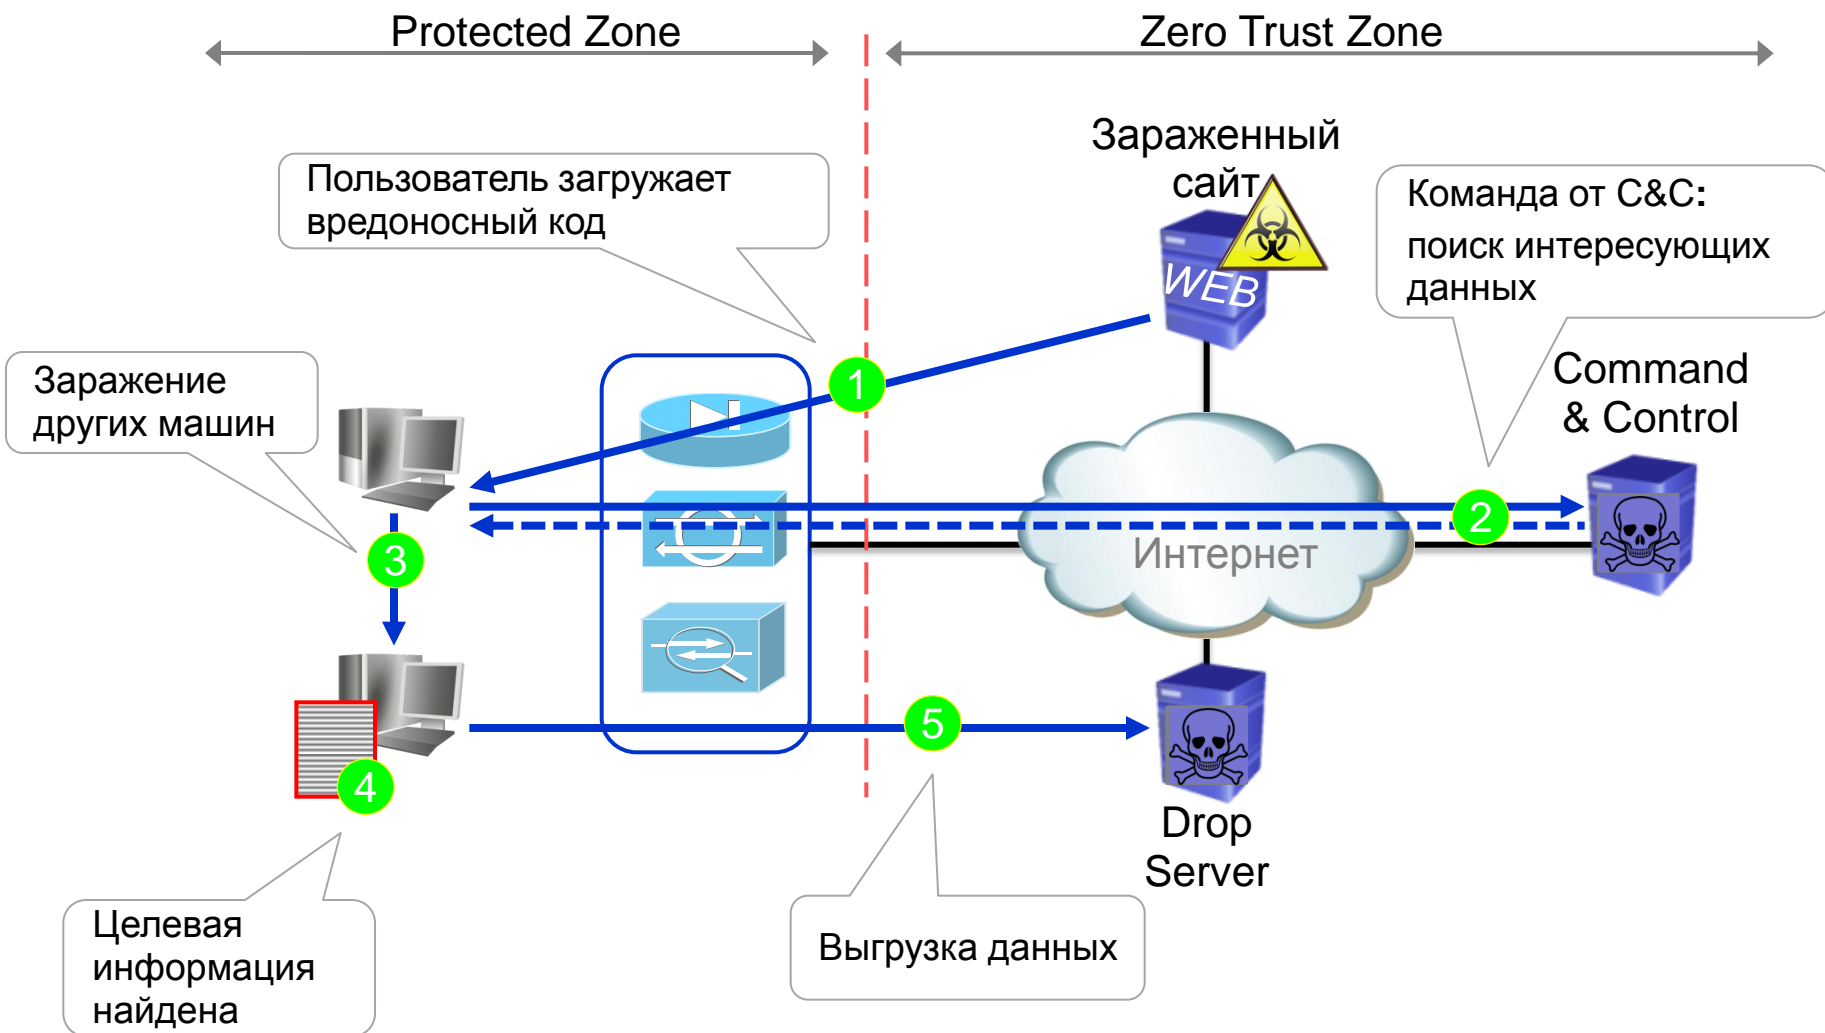 Protected Zone
Zero Trust Zone
Зараженный
сайт
Пользователь загружает
вредоносный код
Команда от C&C:
поиск интересующих
данных
WEB
Заражение
других машин
1
Command
& Control
2
3
Интернет
5
4
Drop
Server
Целевая
информация
найдена
Выгрузка данных